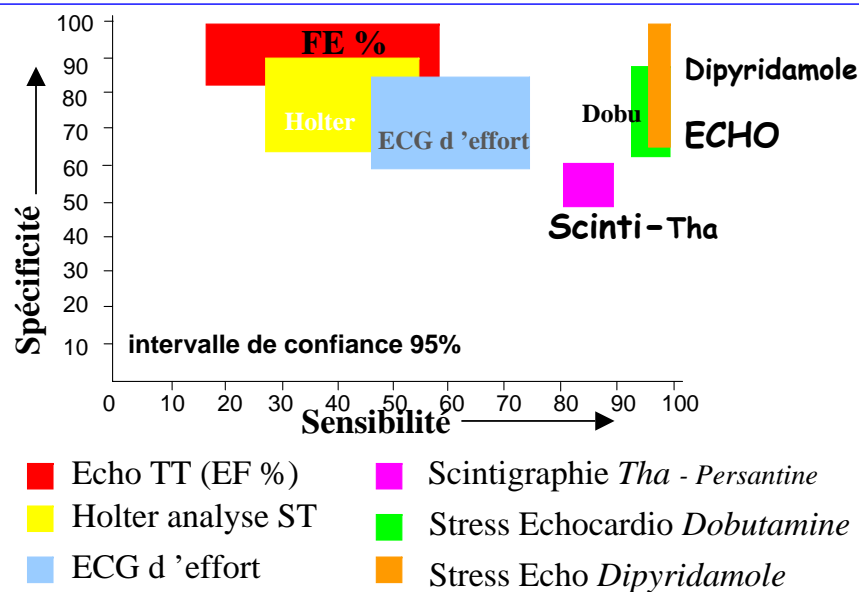 100
90
80
70
60
50
40
30
20
10
Spécificité
FE %
Holter
ECG d ’effort
Dobu
Dipyridamole
ECHO
Scinti-Tha
intervalle de confiance 95%
0 10 20 30 40 50 60 70 80 90 100
Sensibilité
Echo TT (EF %)
Holter analyse ST
ECG d ’effort
Scintigraphie Tha - Persantine
Stress Echocardio Dobutamine
Stress Echo Dipyridamole